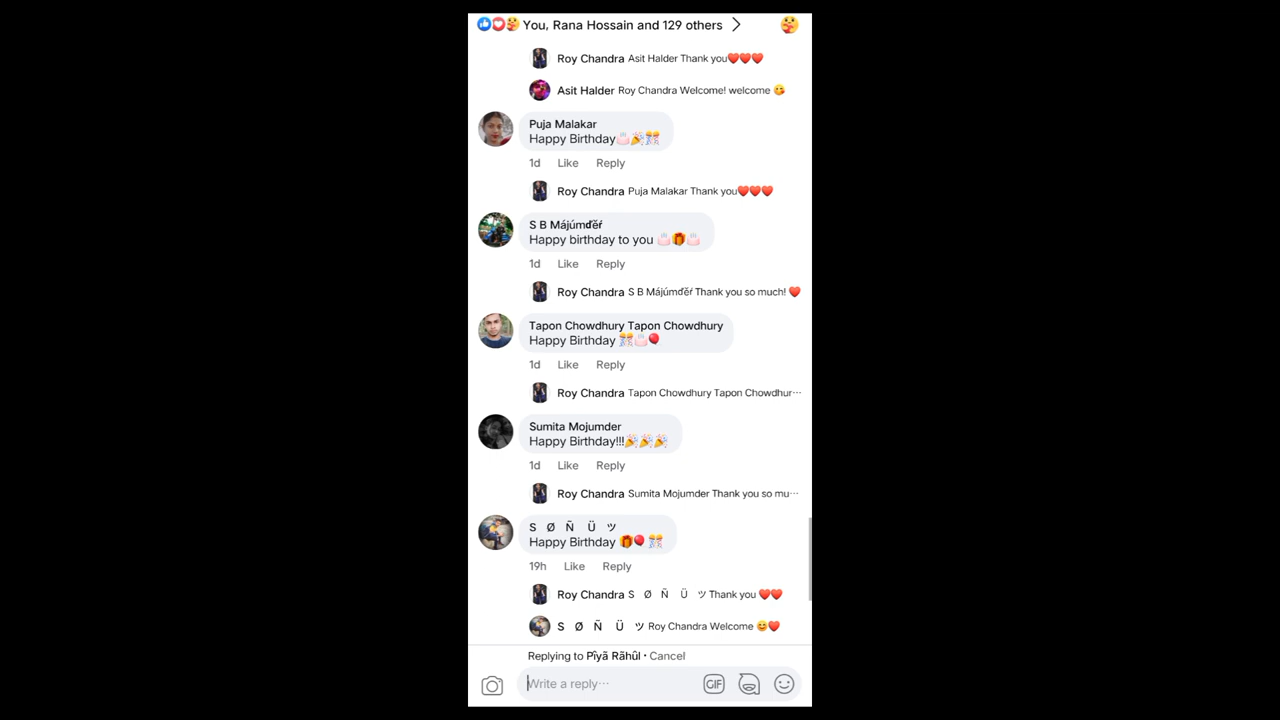 You, Rana Hossain and 129 others
Roy Chandra Asit Halder Thank you❤️❤️❤️
Asit Halder Roy Chandra Welcome! welcome 😋
Puja Malakar
Happy Birthday🎂🎉🎊
1d Like Reply
Roy Chandra Puja Malakar Thank you❤️❤️❤️
S B Májúmďěŕ
Happy birthday to you 🎂🎁🎂
1d Like Reply
Roy Chandra S B Májúmďěŕ Thank you so much! ❤️
Tapon Chowdhury Tapon Chowdhury
Happy Birthday 🎊🎂🎈
1d Like Reply
Roy Chandra Tapon Chowdhury Tapon Chowdhur…
Sumita Mojumder
Happy Birthday!!!🎉🎉🎉
1d Like Reply
Roy Chandra Sumita Mojumder Thank you so mu…
S Ø Ñ Ü ツ
Happy Birthday 🎁🎈🎊
19h Like Reply
Roy Chandra S Ø Ñ Ü ツ Thank you ❤️❤️
S Ø Ñ Ü ツ Roy Chandra Welcome 😊❤️
Replying to Pîyã Rãhûl · Cancel
Write a reply…
GIF